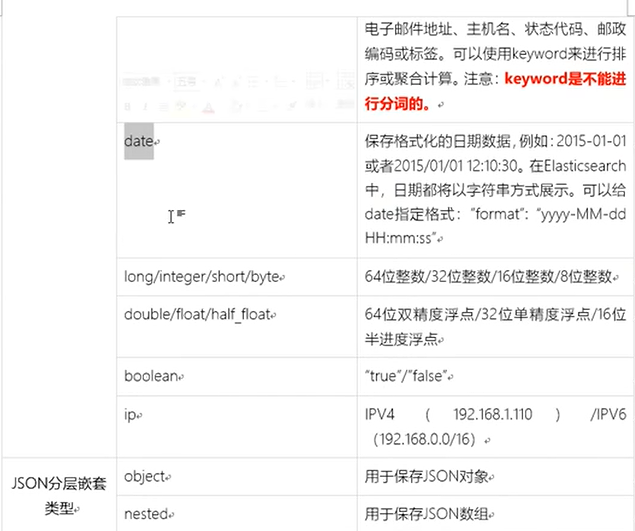 电子邮件地址、主机名、状态代码、邮政
编码或标签。可以使用keyword来进行排
序或聚合计算。注意：keyword是不能进
行分词的。
date
保存格式化的日期数据，例如：2015-01-01
或者2015/01/01 12:10:30。在Elasticsearch
中，日期都将以字符串方式展示。可以给
date指定格式："format": "yyyy-MM-dd
HH:mm:ss"
long/integer/short/byte
64位整数/32位整数/16位整数/8位整数
double/float/half_float
64位双精度浮点/32位单精度浮点/16位
半进度浮点
boolean
"true"/"false"
ip
IPV4 ( 192.168.1.110 ) /IPV6
（192.168.0.0/16）
JSON分层嵌套
类型
object
用于保存JSON对象
nested
用于保存JSON数组